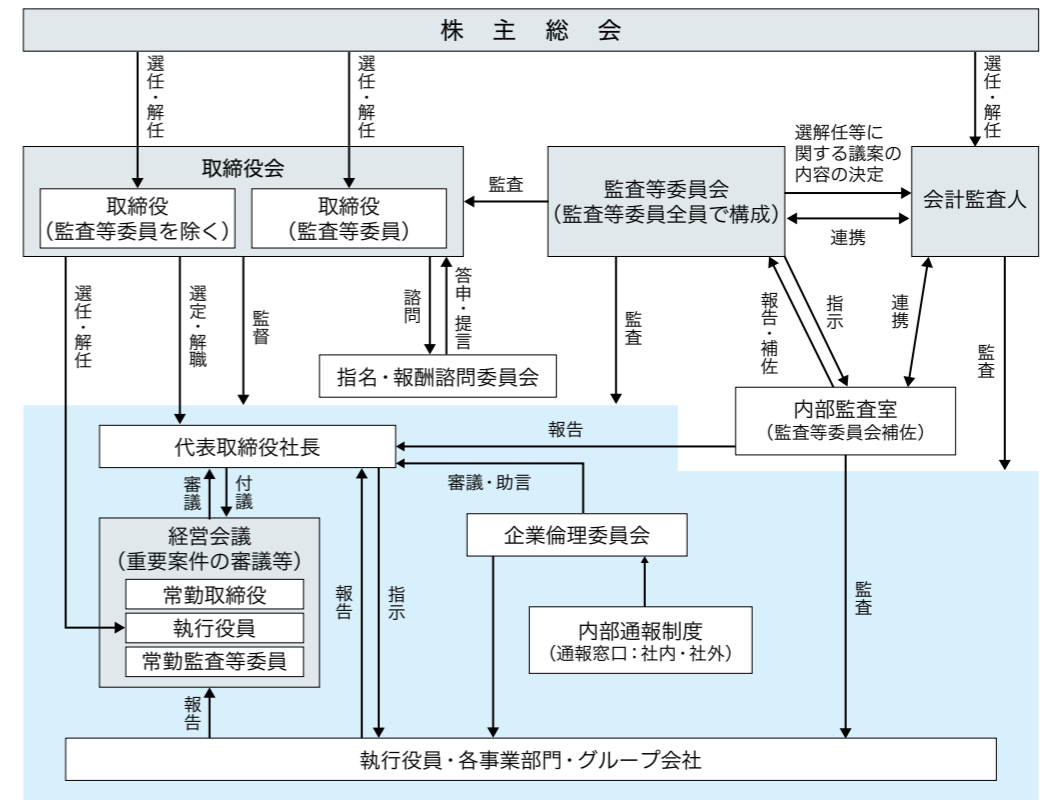 株主総会
選任・解任
選任・解任
選任・解任
取締役会
取締役
（監査等委員を除く）
取締役
（監査等委員）
監査
監査等委員会
（監査等委員全員で構成）
選解任等に
関する議案の
内容の決定
連携
会計監査人
選任・解任
選定・解職
監督
諮問
答申・提言
監査
報告・補佐
指示
連携
監査
指名・報酬諮問委員会
内部監査室
（監査等委員会補佐）
代表取締役社長
報告
審議・助言
審議
付議
経営会議
（重要案件の審議等）
常勤取締役
執行役員
常勤監査等委員
報告
指示
企業倫理委員会
内部通報制度
（通報窓口：社内・社外）
監査
報告
執行役員・各事業部門・グループ会社